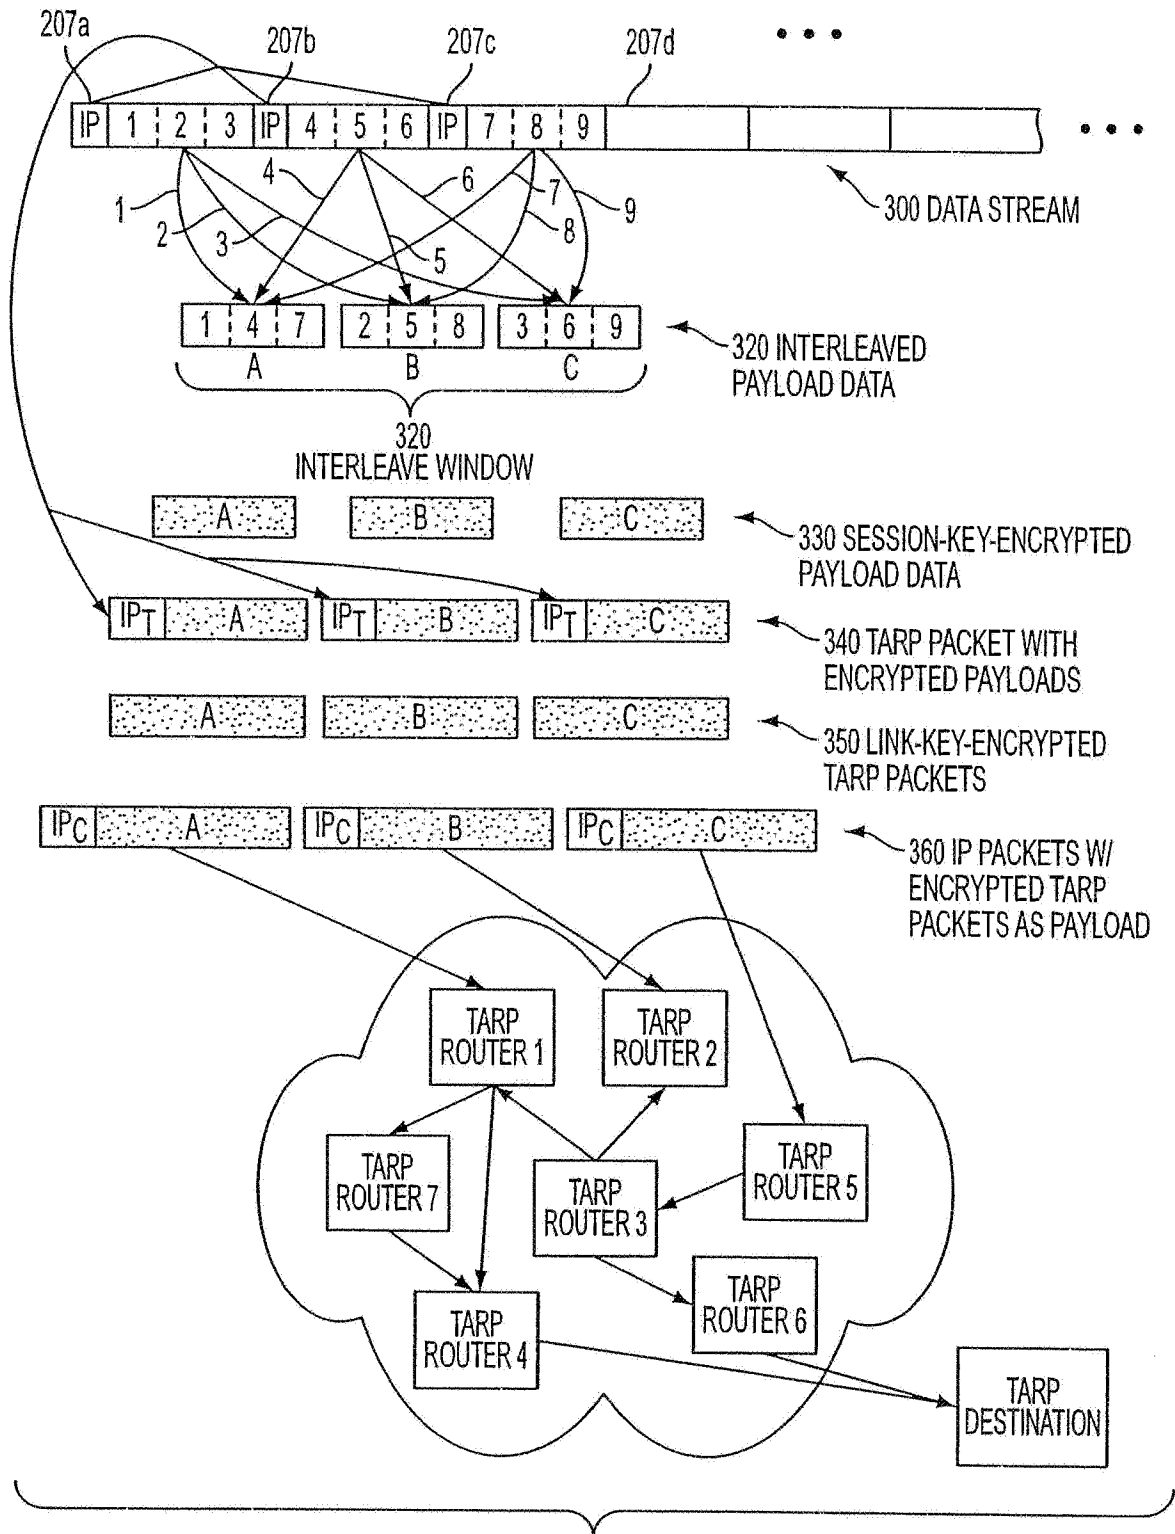 207a
207b
207c
207d
• • •
IP 1 2 3 IP 4 5 6 IP 7 8 9
• • •
1 2 3 4 5 6 7 8 9
300 DATA STREAM
1 4 7 2 5 8 3 6 9
A B C
320 INTERLEAVED
PAYLOAD DATA
320
INTERLEAVE WINDOW
A B C
330 SESSION-KEY-ENCRYPTED
PAYLOAD DATA
IPT A IPT B IPT C
340 TARP PACKET WITH
ENCRYPTED PAYLOADS
A B C
350 LINK-KEY-ENCRYPTED
TARP PACKETS
IPC A IPC B IPC C
360 IP PACKETS W/
ENCRYPTED TARP
PACKETS AS PAYLOAD
TARP
ROUTER 1
TARP
ROUTER 2
TARP
ROUTER 7
TARP
ROUTER 3
TARP
ROUTER 5
TARP
ROUTER 4
TARP
ROUTER 6
TARP
DESTINATION